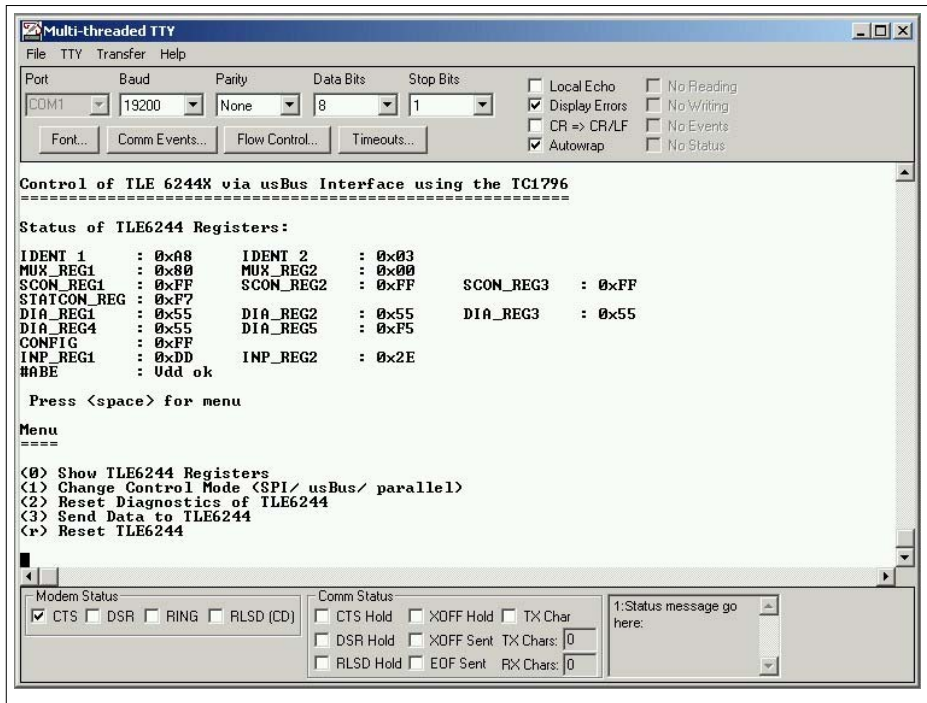 Multi-threaded TTY
File TTY Transfer Help
Port Baud Parity Data Bits Stop Bits
COM1 19200 None 8 1
Font... Comm Events... Flow Control... Timeouts...
Local Echo No Reading
Display Errors No Writing
CR => CR/LF No Events
Autowrap No Status
Control of TLE 6244X via usBus Interface using the TC1796
=========================================================
Status of TLE6244 Registers:
IDENT_1 : 0xA8 IDENT_2 : 0x03
MUX_REG1 : 0x80 MUX_REG2 : 0x00
SCON_REG1 : 0xFF SCON_REG2 : 0xFF SCON_REG3 : 0xFF
STATCON_REG : 0xF7
DIA_REG1 : 0x55 DIA_REG2 : 0x55 DIA_REG3 : 0x55
DIA_REG4 : 0x55 DIA_REG5 : 0xF5
CONFIG : 0xFF
INP_REG1 : 0xDD INP_REG2 : 0x2E
#ABE : Vdd ok
Press <space> for menu
Menu
====
(0) Show TLE6244 Registers
(1) Change Control Mode (SPI/ usBus/ parallel)
(2) Reset Diagnostics of TLE6244
(3) Send Data to TLE6244
(r) Reset TLE6244
Modem Status
CTS DSR RING RLSD (CD)
Comm Status
CTS Hold XOFF Hold TX Char
DSR Hold XOFF Sent TX Chars: 0
RLSD Hold EOF Sent RX Chars: 0
1:Status message go
here: